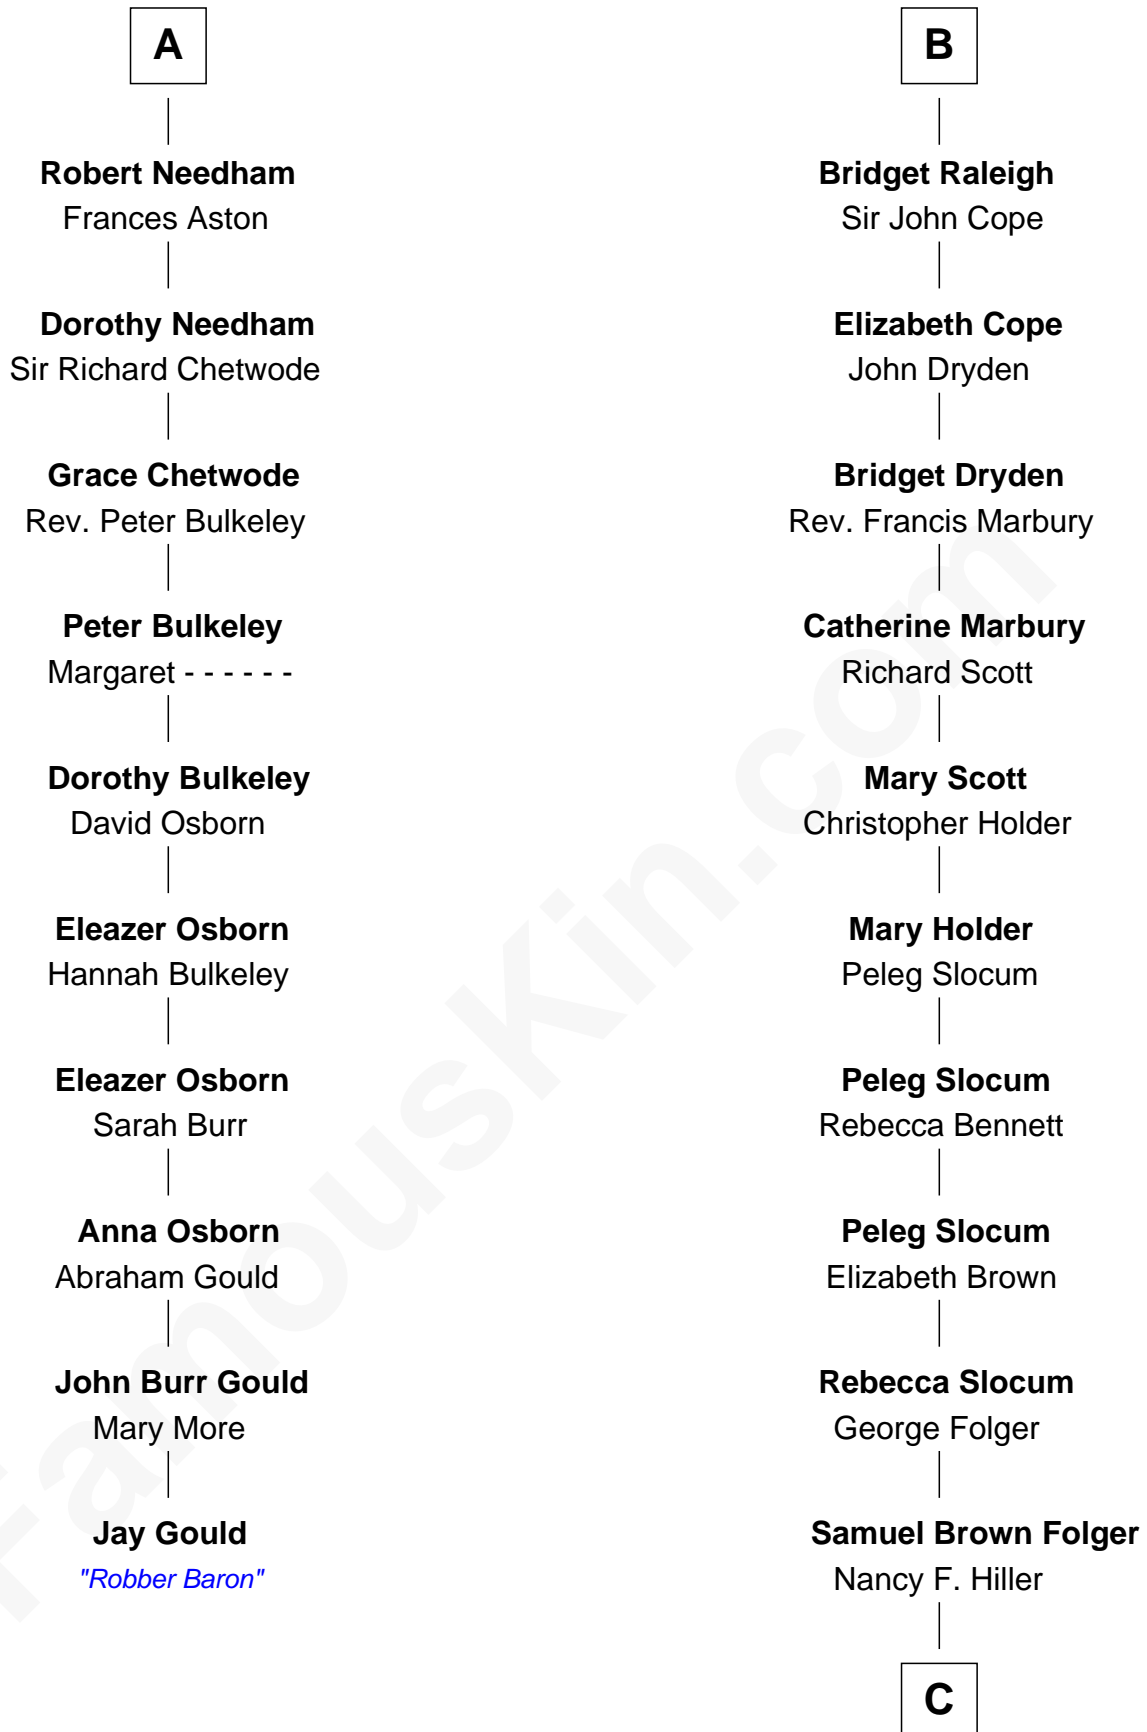 A
Robert Needham
Frances Aston
Dorothy Needham
Sir Richard Chetwode
Grace Chetwode
Rev. Peter Bulkeley
Peter Bulkeley
Margaret - - - - - -
Dorothy Bulkeley
David Osborn
Eleazer Osborn
Hannah Bulkeley
Eleazer Osborn
Sarah Burr
Anna Osborn
Abraham Gould
John Burr Gould
Mary More
Jay Gould
"Robber Baron"
B
Bridget Raleigh
Sir John Cope
Elizabeth Cope
John Dryden
Bridget Dryden
Rev. Francis Marbury
Catherine Marbury
Richard Scott
Mary Scott
Christopher Holder
Mary Holder
Peleg Slocum
Peleg Slocum
Rebecca Bennett
Peleg Slocum
Elizabeth Brown
Rebecca Slocum
George Folger
Samuel Brown Folger
Nancy F. Hiller
C
FamousKin.com